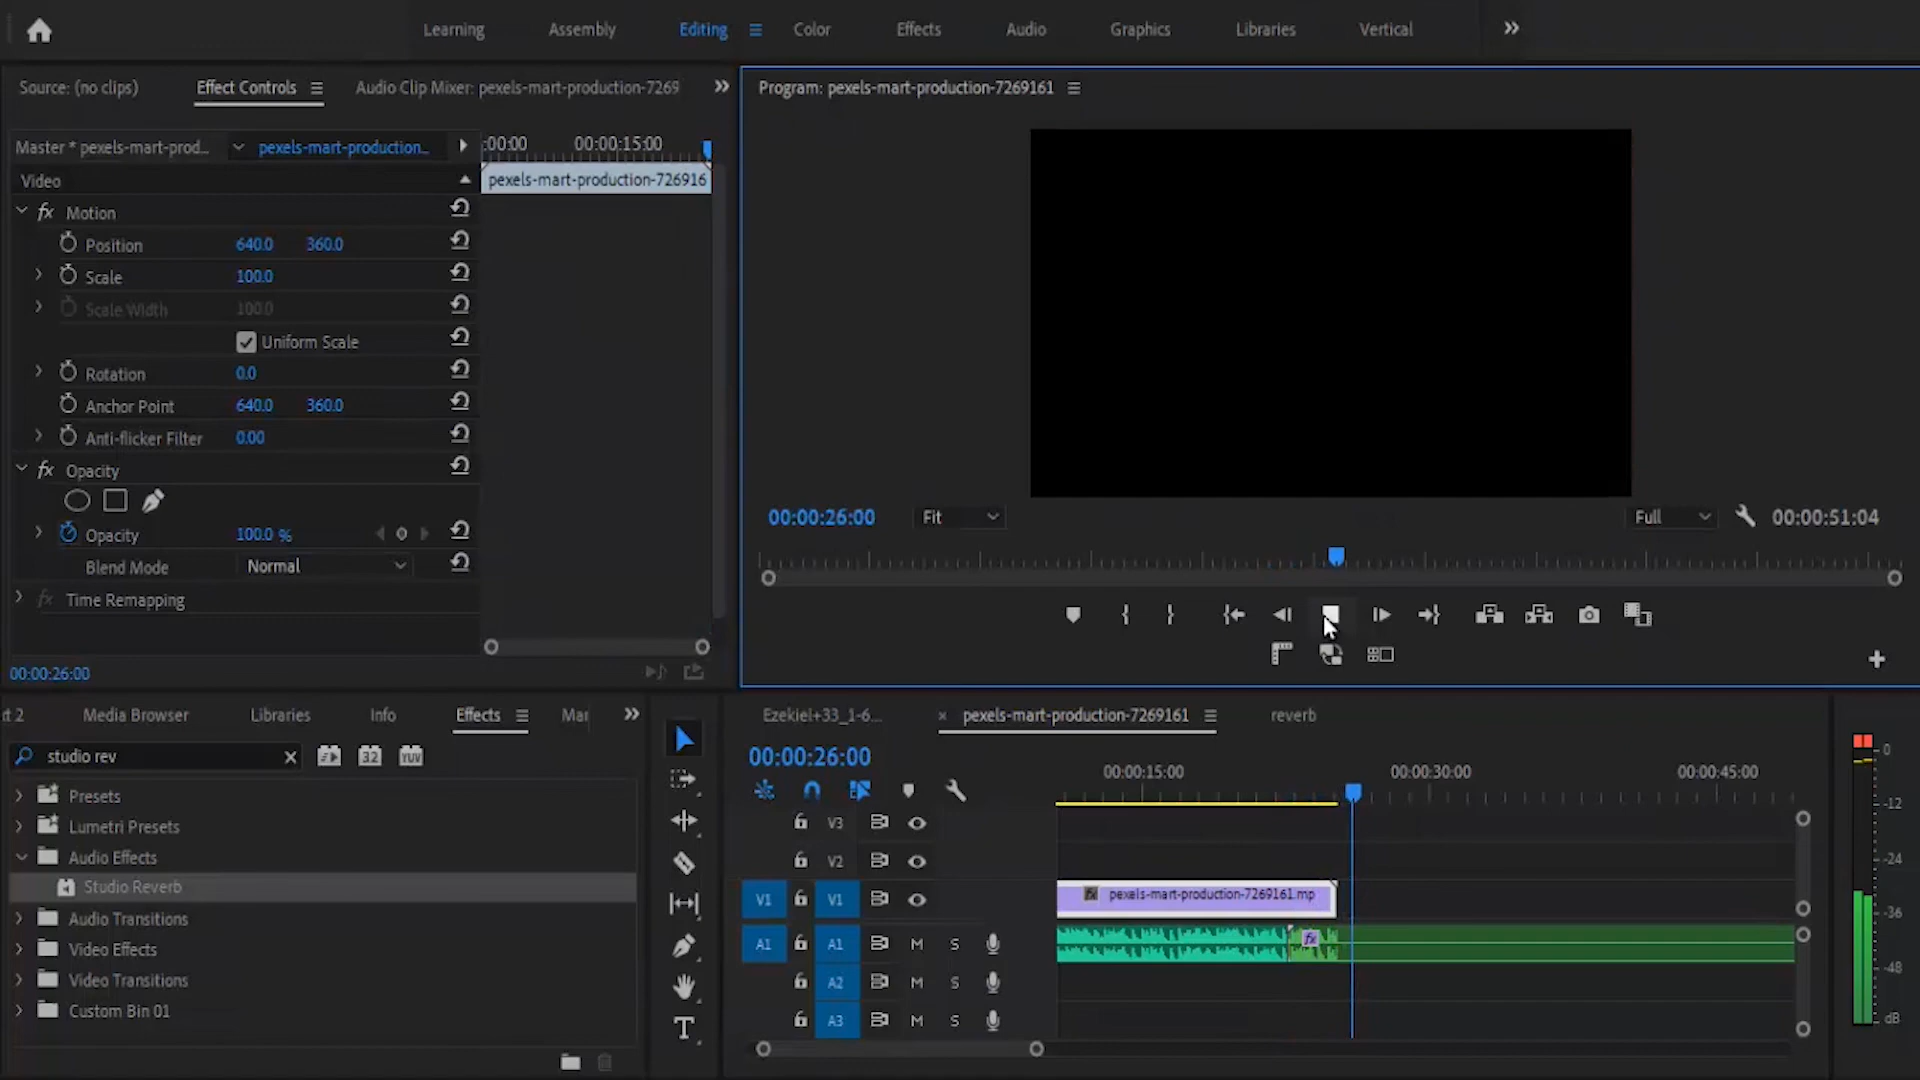 Learning Assembly Editing Color Effects Audio Graphics Libraries Vertical
Source: (no clips) Effect Controls Audio Clip Mixer: pexels-mart-production-7269
Program: pexels-mart-production-7269161
Master * pexels-mart-prod... pexels-mart-production... :00:00 00:00:15:00
Video pexels-mart-production-726916
fx Motion
Position 640.0 360.0
Scale 100.0
Scale Width 100.0
Uniform Scale
Rotation 0.0
Anchor Point 640.0 360.0
Anti-flicker Filter 0.00
fx Opacity
Opacity 100.0 %
Blend Mode Normal
fx Time Remapping
00:00:26:00
00:00:26:00 Fit Full 00:00:51:04
ct 2 Media Browser Libraries Info Effects Mar
studio rev 32 YUV
Presets
Lumetri Presets
Audio Effects
Studio Reverb
Audio Transitions
Video Effects
Video Transitions
Custom Bin 01
T
Ezekiel+33_1-6... × pexels-mart-production-7269161 reverb
00:00:26:00 00:00:15:00 00:00:30:00 00:00:45:00
V3
V2
V1 V1 fx pexels-mart-production-7269161.mp
A1 A1 M S fx
A2 M S
A3 M S
0
-12
-24
-36
-48
dB